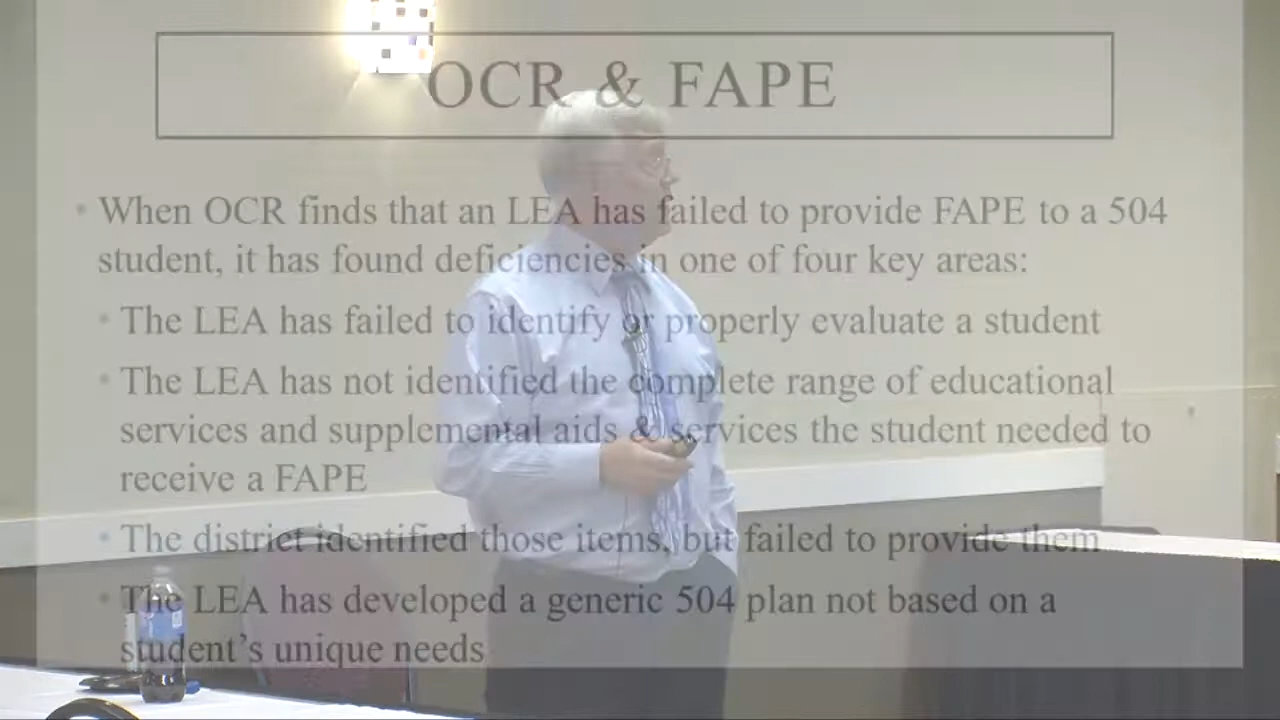 OCR & FAPE
• When OCR finds that an LEA has failed to provide FAPE to a 504
student, it has found deficiencies in one of four key areas:
• The LEA has failed to identify or properly evaluate a student
• The LEA has not identified the complete range of educational
services and supplemental aids & services the student needed to
receive a FAPE
• The district identified those items, but failed to provide them
• The LEA has developed a generic 504 plan not based on a
student’s unique needs